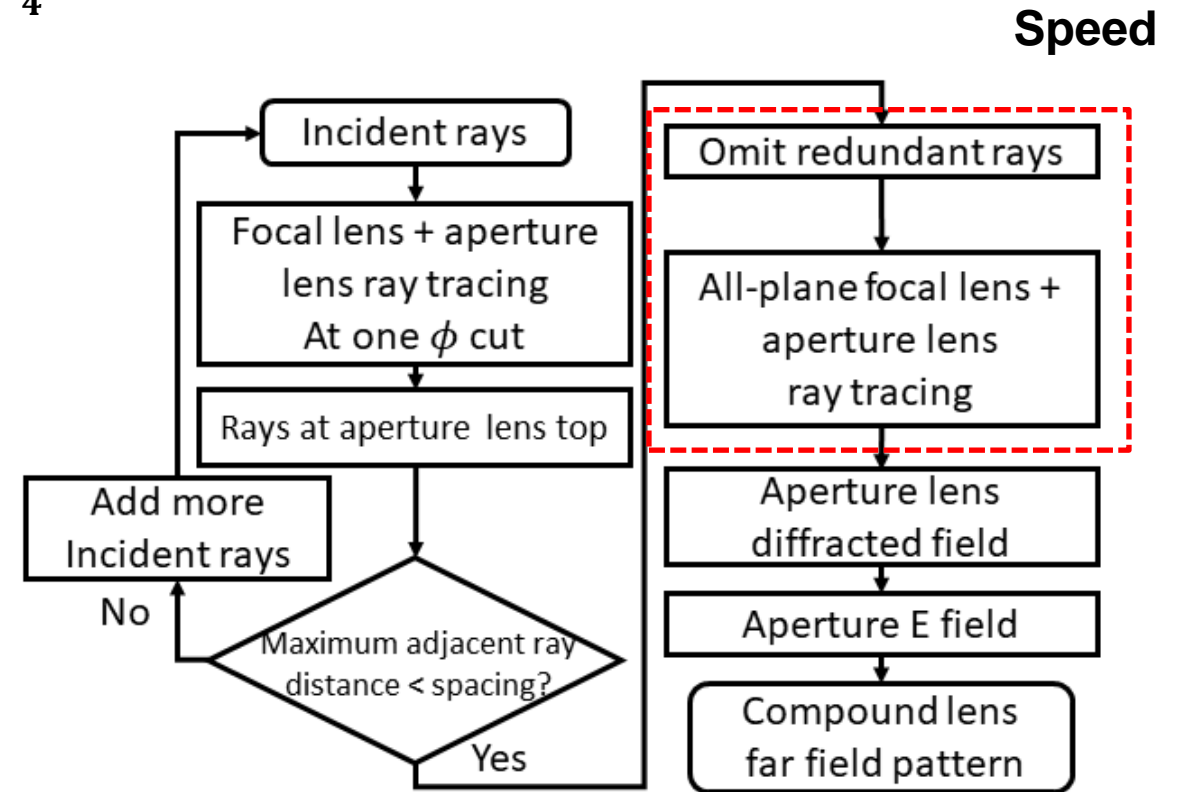 4
Speed
Incident rays
Focal lens + aperture
lens ray tracing
At one ϕ cut
Rays at aperture lens top
Add more
Incident rays
No
Maximum adjacent ray
distance < spacing?
Yes
Omit redundant rays
All-plane focal lens +
aperture lens
ray tracing
Aperture lens
diffracted field
Aperture E field
Compound lens
far field pattern